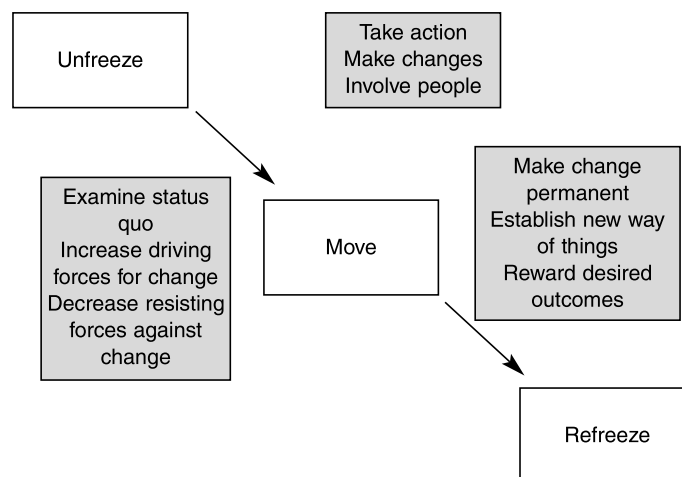 Unfreeze
Take action
Make changes
Involve people
Examine status
quo
Increase driving
forces for change
Decrease resisting
forces against
change
Move
Make change
permanent
Establish new way
of things
Reward desired
outcomes
Refreeze